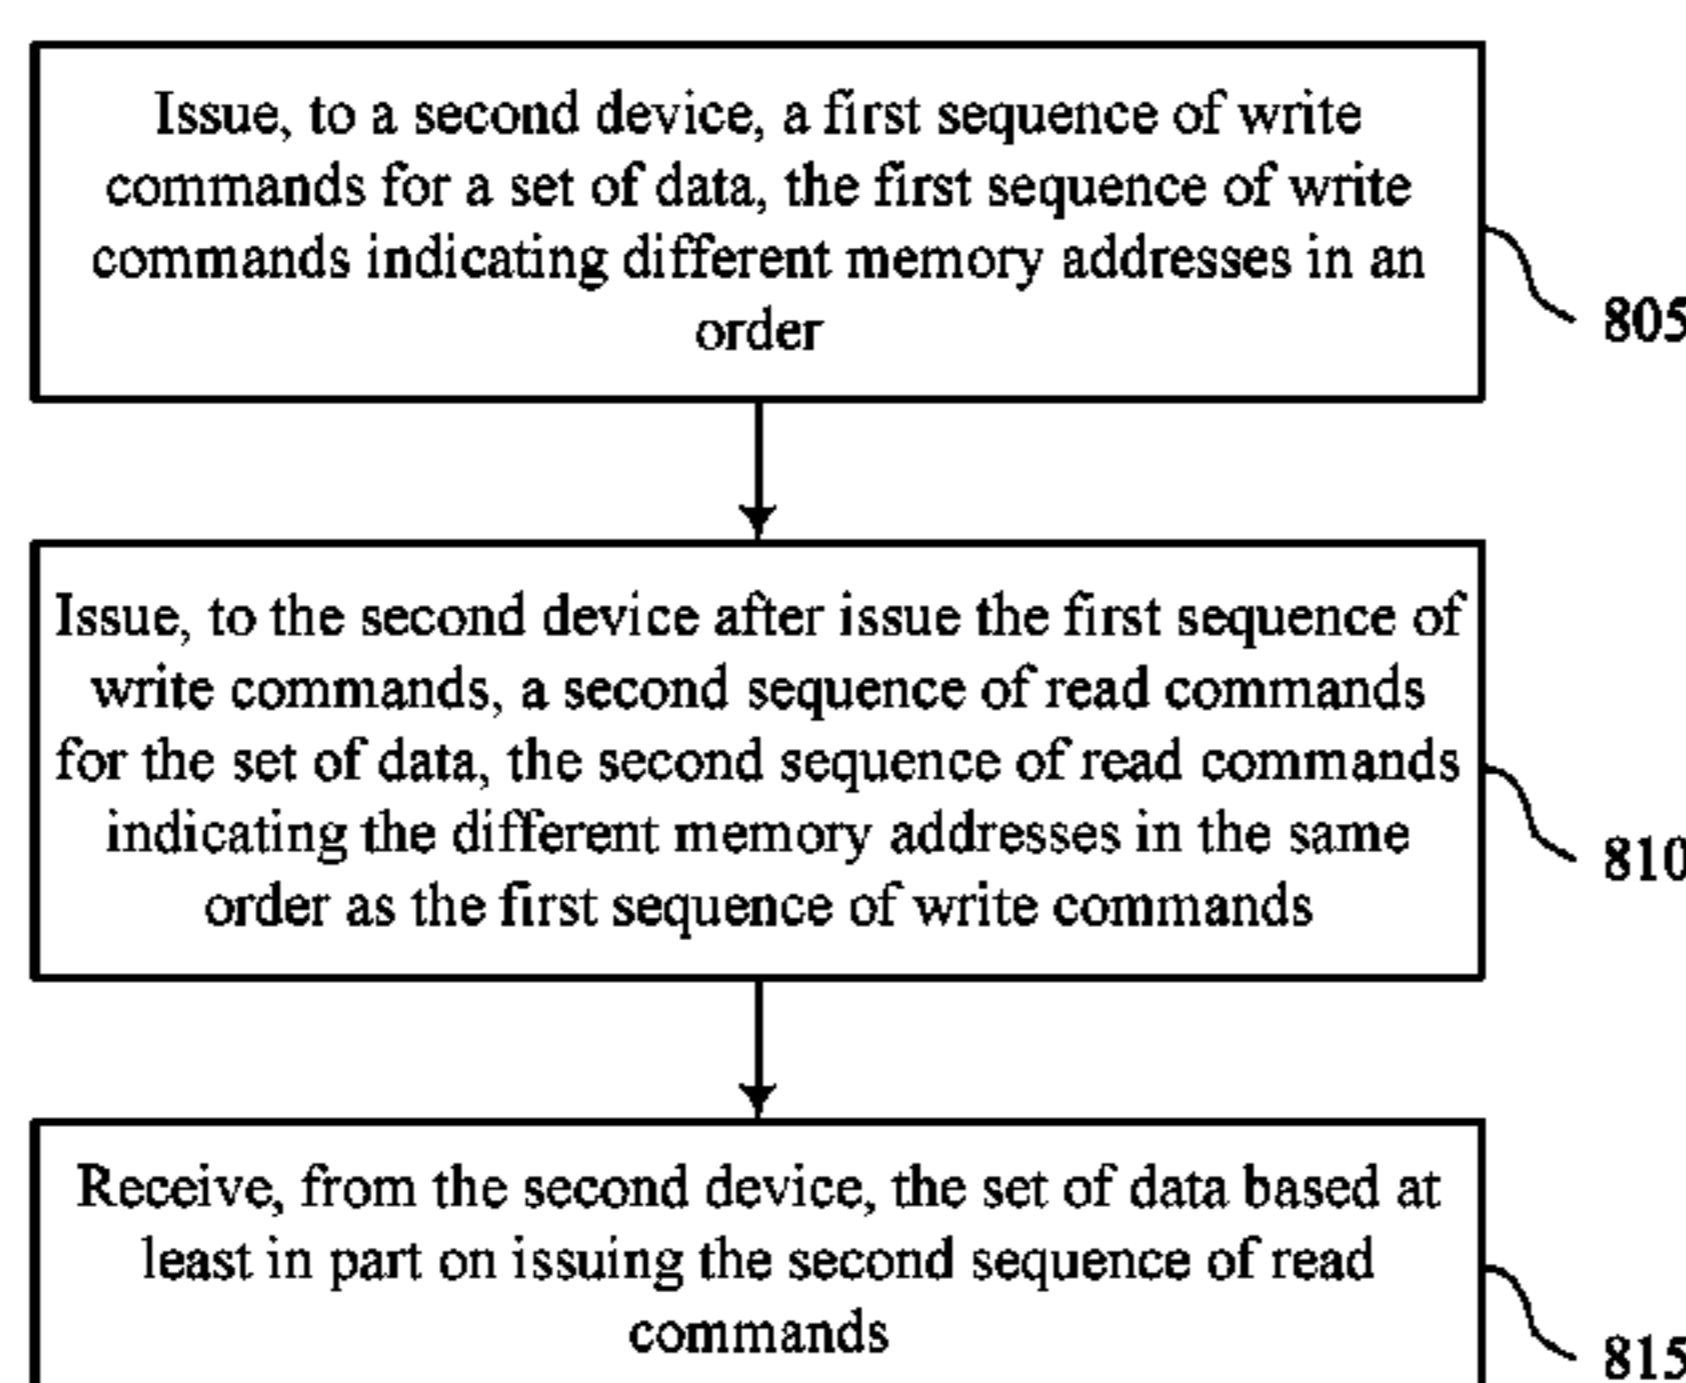 Issue, to a second device, a first sequence of write
commands for a set of data, the first sequence of write
commands indicating different memory addresses in an
order
805
Issue, to the second device after issue the first sequence of
write commands, a second sequence of read commands
for the set of data, the second sequence of read commands
indicating the different memory addresses in the same
order as the first sequence of write commands
810
Receive, from the second device, the set of data based at
least in part on issuing the second sequence of read
commands
815